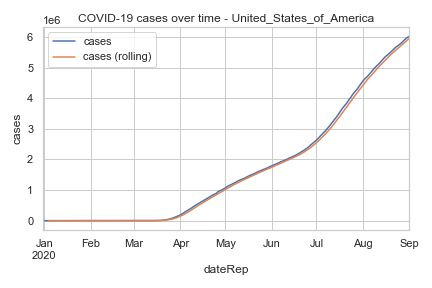 COVID-19 cases over time - United_States_of_America
1e6
cases
cases (rolling)
6
5
4
3
2
1
0
cases
Jan Feb Mar Apr May Jun Jul Aug Sep
2020
dateRep